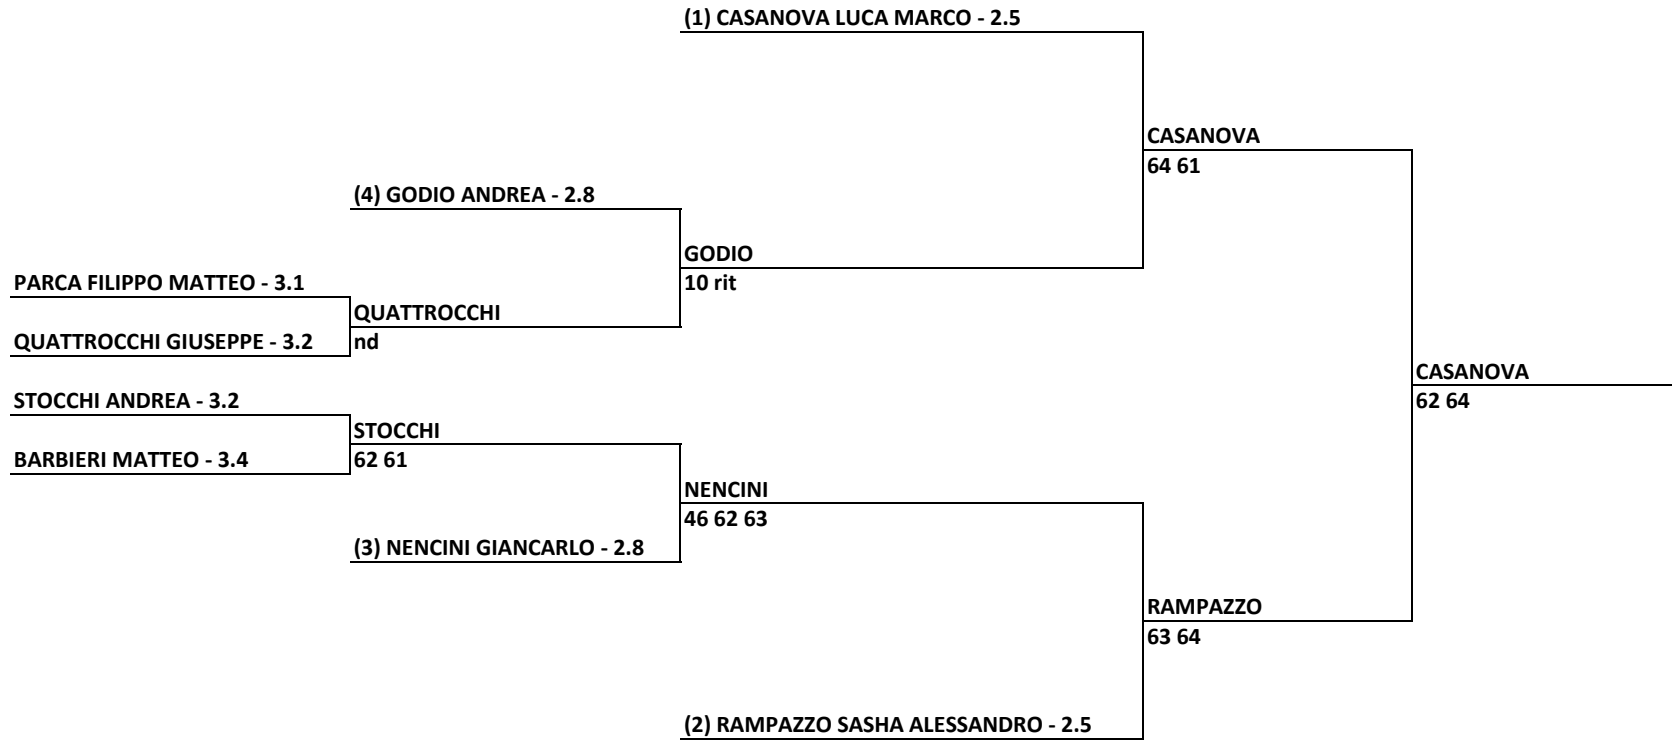 (1) CASANOVA LUCA MARCO - 2.5
CASANOVA
64 61
(4) GODIO ANDREA - 2.8
GODIO
10 rit
PARCA FILIPPO MATTEO - 3.1
QUATTROCCHI
nd
QUATTROCCHI GIUSEPPE - 3.2
CASANOVA
62 64
STOCCHI ANDREA - 3.2
STOCCHI
62 61
BARBIERI MATTEO - 3.4
NENCINI
46 62 63
(3) NENCINI GIANCARLO - 2.8
RAMPAZZO
63 64
(2) RAMPAZZO SASHA ALESSANDRO - 2.5